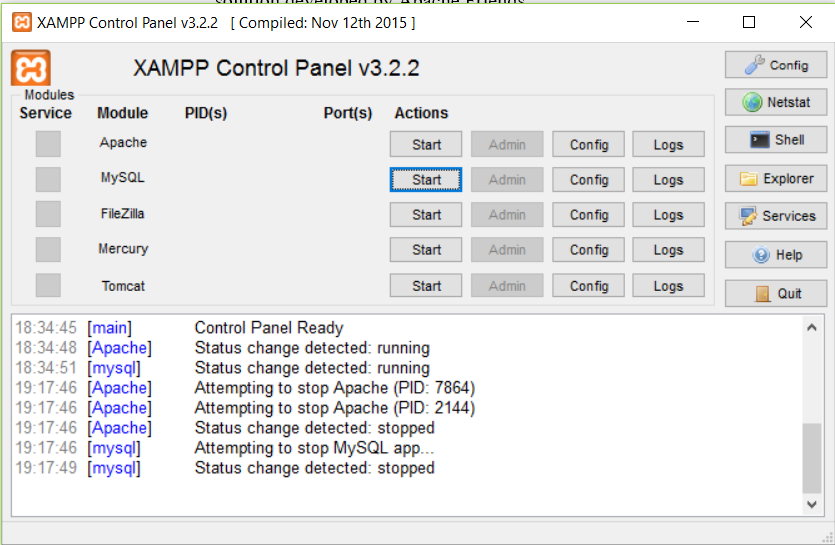 solution developed by Apache Friends
XAMPP Control Panel v3.2.2 [ Compiled: Nov 12th 2015 ]
XAMPP Control Panel v3.2.2
Config
Modules
Service Module PID(s) Port(s) Actions
Netstat
Apache Start Admin Config Logs
Shell
MySQL Start Admin Config Logs
Explorer
FileZilla Start Admin Config Logs
Services
Mercury Start Admin Config Logs
Help
Tomcat Start Admin Config Logs
Quit
18:34:45 [main] Control Panel Ready
18:34:48 [Apache] Status change detected: running
18:34:51 [mysql] Status change detected: running
19:17:46 [Apache] Attempting to stop Apache (PID: 7864)
19:17:46 [Apache] Attempting to stop Apache (PID: 2144)
19:17:46 [Apache] Status change detected: stopped
19:17:46 [mysql] Attempting to stop MySQL app...
19:17:49 [mysql] Status change detected: stopped